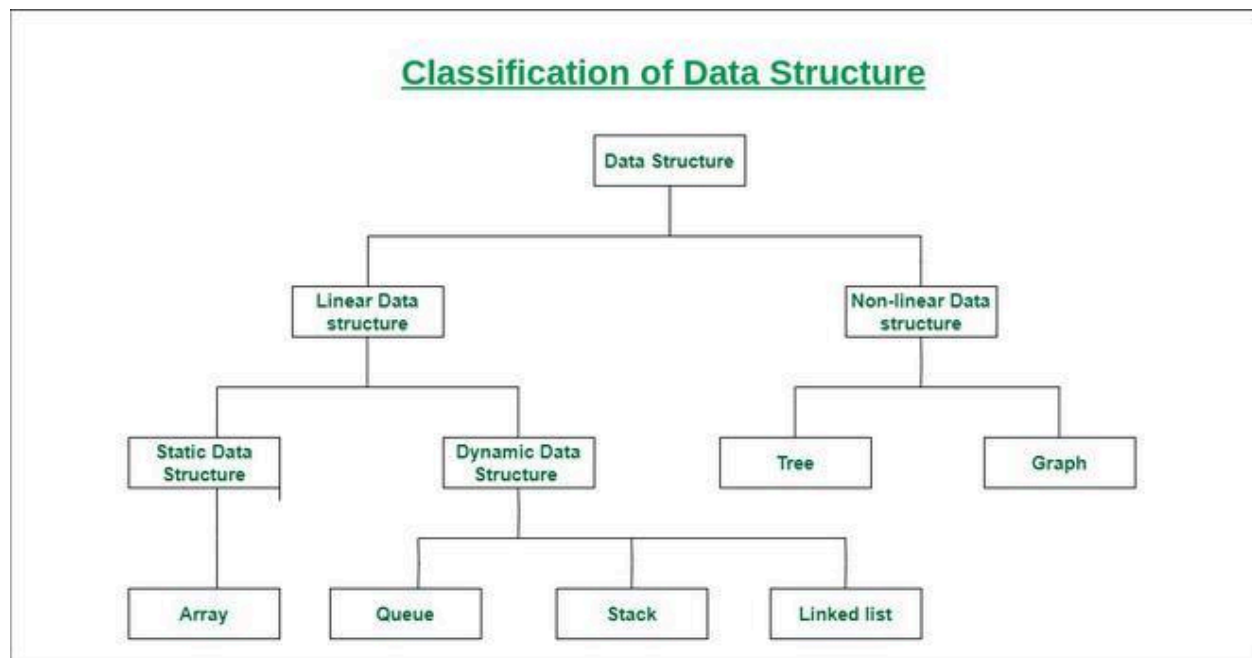 Classification of Data Structure
Data Structure
Linear Data
structure
Non-linear Data
structure
Static Data
Structure
Dynamic Data
Structure
Tree
Graph
Array
Queue
Stack
Linked list